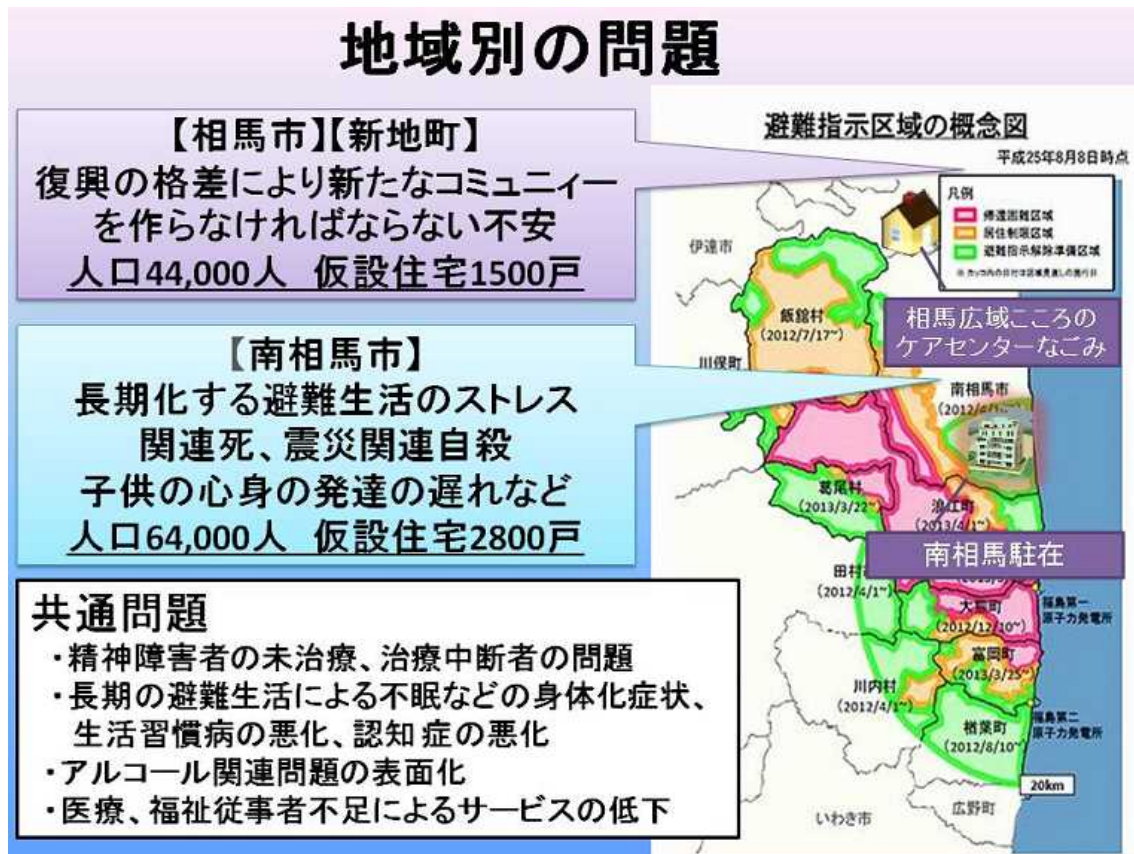 地域別の問題
【相馬市】【新地町】
復興の格差により新たなコミュニィー
を作らなければならない不安
人口44,000人 仮設住宅1500戸
【南相馬市】
長期化する避難生活のストレス
関連死、震災関連自殺
子供の心身の発達の遅れなど
人口64,000人 仮設住宅2800戸
共通問題
・精神障害者の未治療、治療中断者の問題
・長期の避難生活による不眠などの身体化症状、
生活習慣病の悪化、認知症の悪化
・アルコール関連問題の表面化
・医療、福祉従事者不足によるサービスの低下
避難指示区域の概念図
平成25年8月8日時点
凡例
帰還困難区域
居住制限区域
避難指示解除準備区域
伊達市
飯舘村
(2012/7/17~)
川俣町
相馬広域こころの
ケアセンターなごみ
南相馬市
葛尾村
(2013/3/22~)
浪江町
(2013/4/1~)
南相馬駐在
田村
(2012/4/1~)
大熊町
(2012/12/10~)
福島第一
原子力発電所
富岡町
(2013/3/25~)
川内村
(2012/4/1~)
福島第二
原子力発電所
楢葉町
(2012/8/10~)
20km
広野町
いわき市